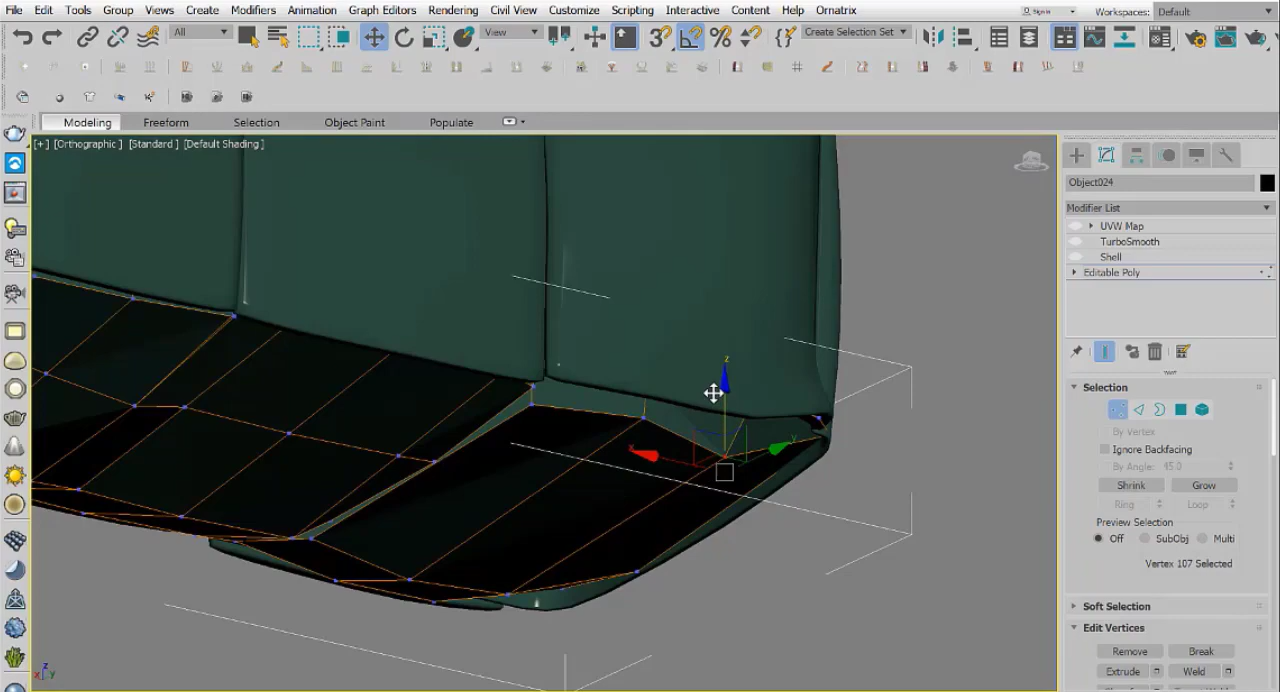 File Edit Tools Group Views Create Modifiers Animation Graph Editors Rendering Civil View Customize Scripting Interactive Content Help Ornatrix Sign In Workspaces: Default
All View Create Selection Set
Modeling Freeform Selection Object Paint Populate
[+] [Orthographic ] [Standard ] [Default Shading ]
Object024
Modifier List
UVW Map
TurboSmooth
Shell
Editable Poly
Selection
By Vertex
Ignore Backfacing
By Angle: 45.0
Shrink Grow
Ring Loop
Preview Selection
Off SubObj Multi
Vertex 107 Selected
Soft Selection
Edit Vertices
Remove Break
Extrude Weld
z
x y
z
x y